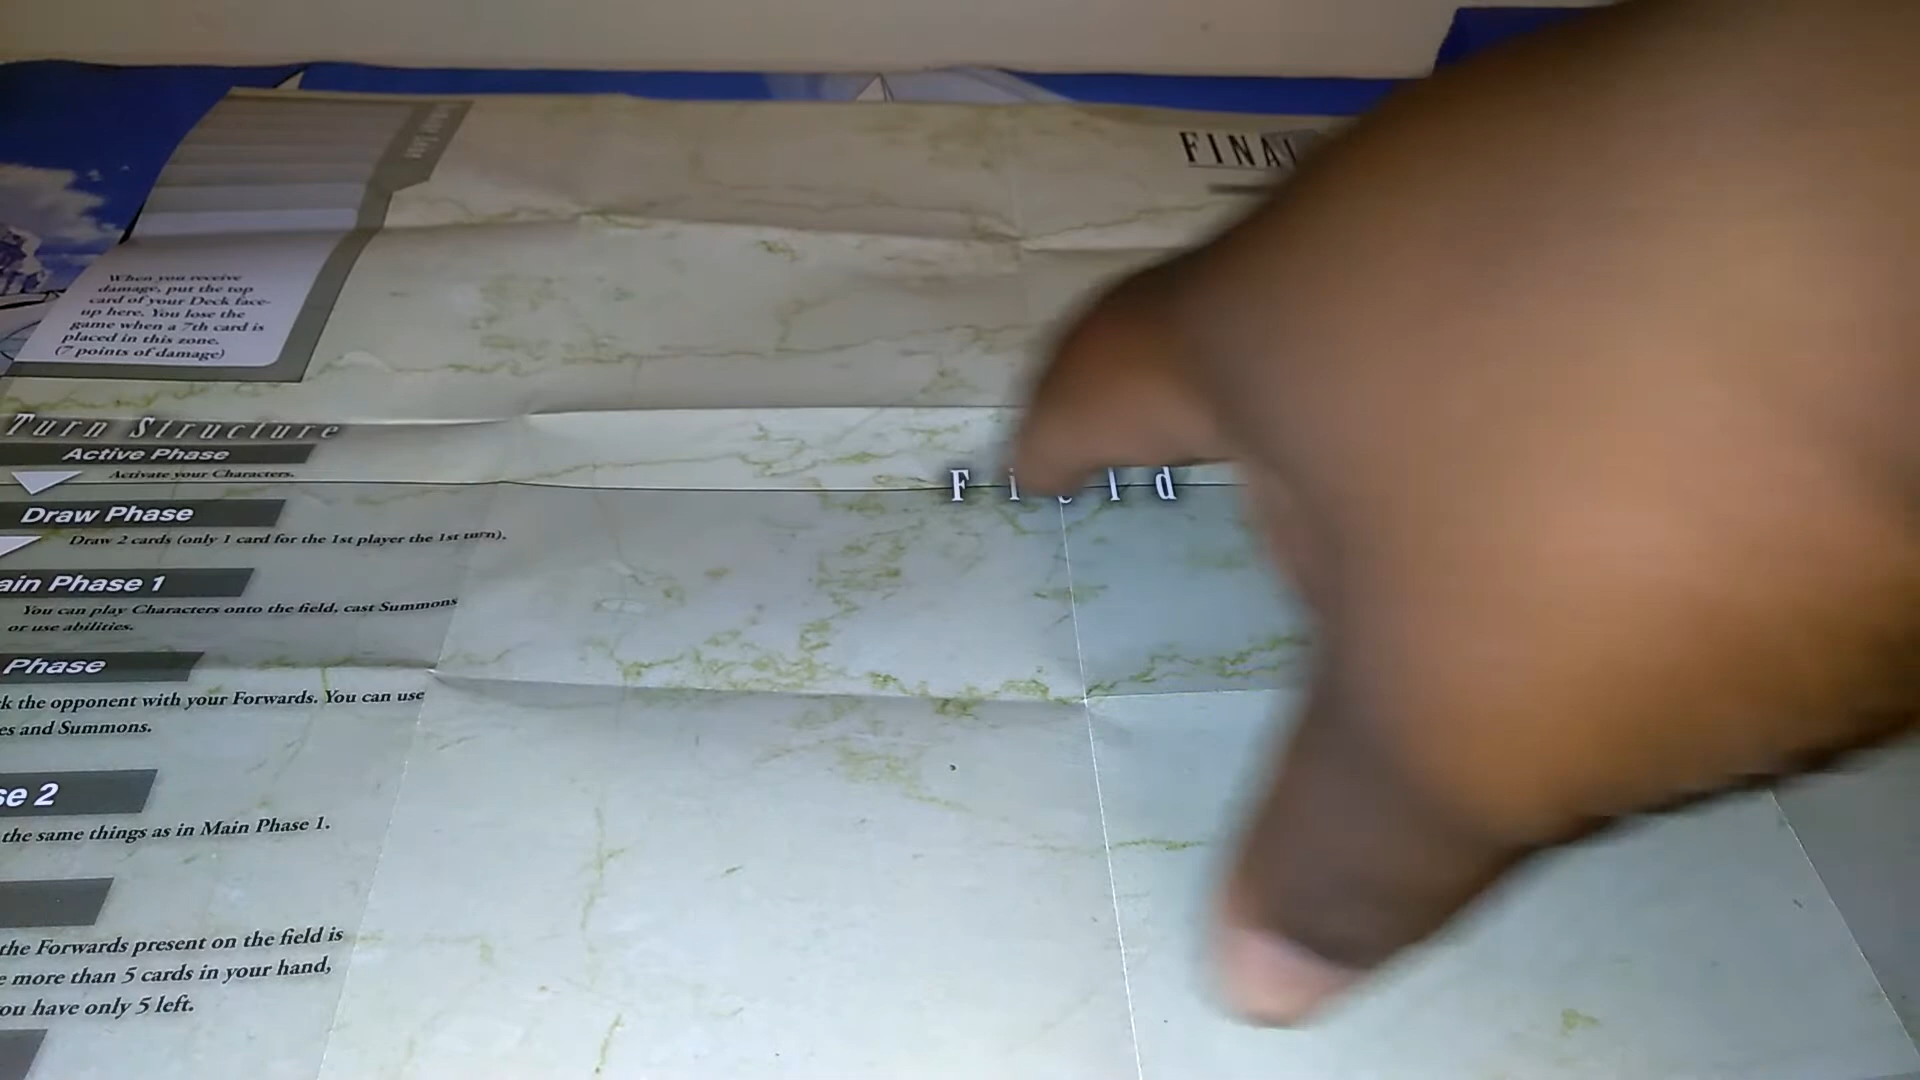 FINAL
When you receive
damage, put the top
card of your Deck face-
up here. You lose the
game when a 7th card is
placed in this zone.
(7 points of damage)
Turn Structure
Active Phase
Activate your Characters.
Field
Draw Phase
Draw 2 cards (only 1 card for the 1st player the 1st turn).
ain Phase 1
You can play Characters onto the field, cast Summons
or use abilities.
Phase
k the opponent with your Forwards. You can use
es and Summons.
se 2
the same things as in Main Phase 1.
the Forwards present on the field is
e more than 5 cards in your hand,
ou have only 5 left.